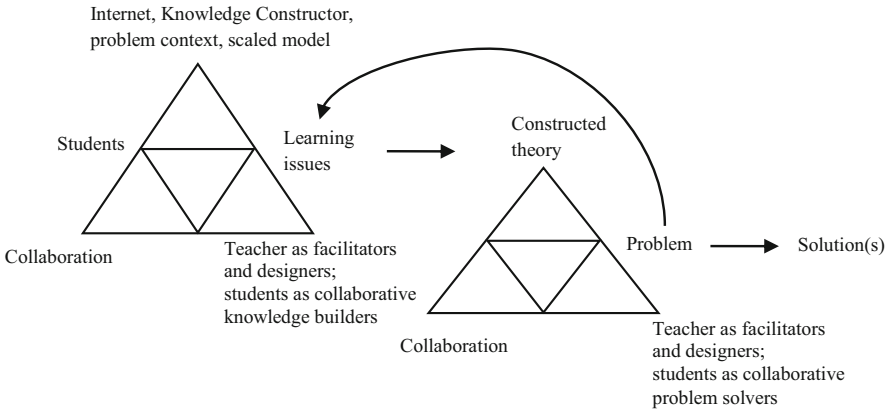 Internet, Knowledge Constructor,
problem context, scaled model
Students
Learning
issues
Collaboration
Teacher as facilitators
and designers;
students as collaborative
knowledge builders
Constructed
theory
Problem
Solution(s)
Collaboration
Teacher as facilitators
and designers;
students as collaborative
problem solvers